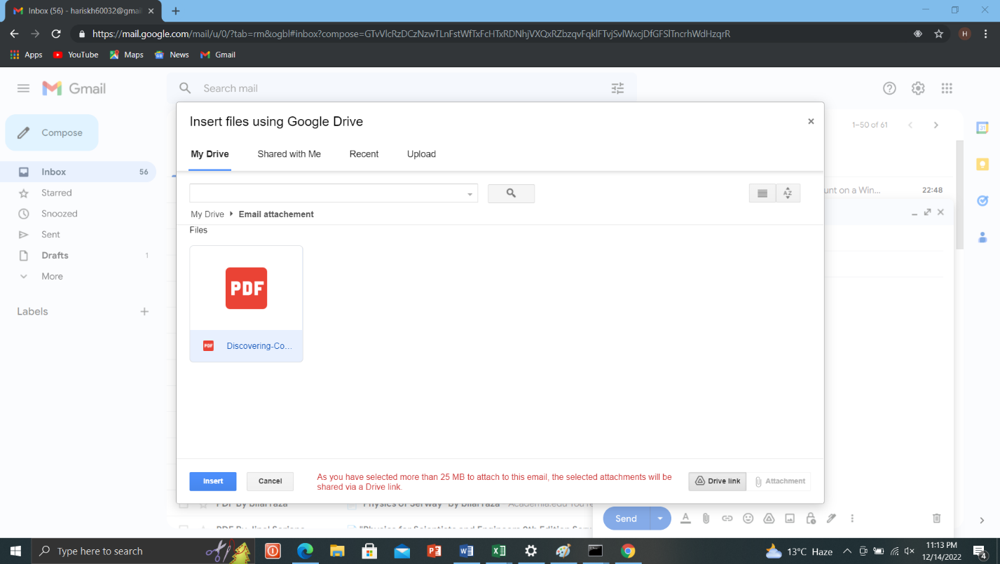 Inbox (56) - hariskh60032@gmai
https://mail.google.com/mail/u/0/?tab=rm&ogbl#inbox?compose=GTvVlcRzDCzNzwTLnFstWfTxFcHTxRDNhjVXQxRZbzqvFqklFTvjSvlWxcjDfGFSlTncrhWdHzqrR
H
Apps YouTube Maps News Gmail
Gmail
Search mail
Compose
Insert files using Google Drive
1–50 of 61
31
My Drive Shared with Me Recent Upload
Inbox 56
Starred
unt on a Win... 22:48
AZ
Snoozed
My Drive Email attachement
Files
Sent
Drafts 1
More
PDF
Labels
PDF Discovering-Co...
Insert Cancel
As you have selected more than 25 MB to attach to this email, the selected attachments will be
shared via a Drive link.
Drive link Attachment
PDF By Bilal raza "Physics of Serway" by Bilal raza Academia.edu You re
Send
"Physics for Scientists and Engineers 9th Edition Serw
Type here to search
13°C Haze
11:13 PM
12/14/2022
4